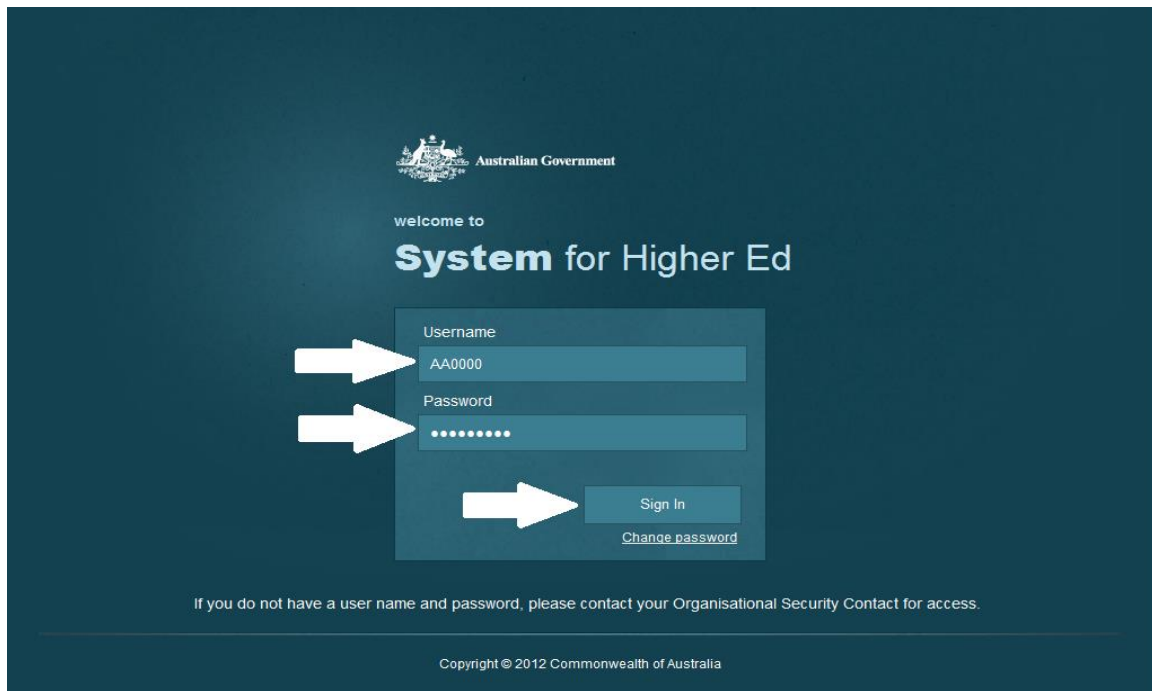 Australian Government
welcome to
System for Higher Ed
Username
AA0000
Password
•••••••••
Sign In
Change password
If you do not have a user name and password, please contact your Organisational Security Contact for access.
Copyright © 2012 Commonwealth of Australia